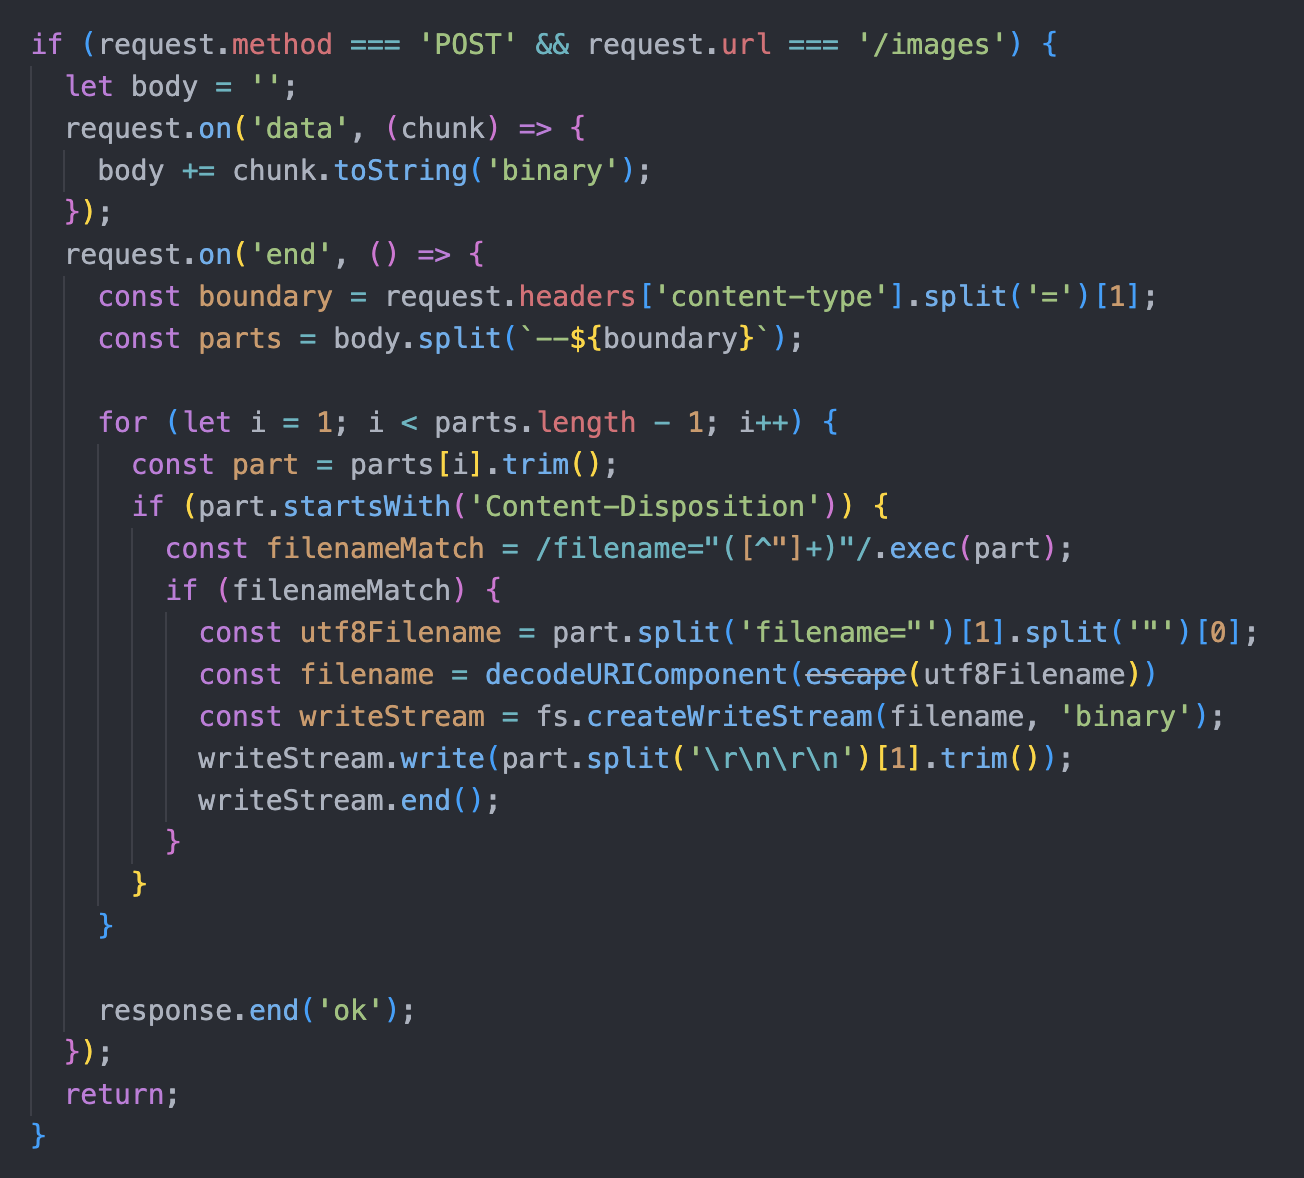 if (request.method === 'POST' && request.url === '/images') {
let body = '';
request.on('data', (chunk) => {
body += chunk.toString('binary');
});
request.on('end', () => {
const boundary = request.headers['content-type'].split('=')[1];
const parts = body.split(`--${boundary}`);
for (let i = 1; i < parts.length - 1; i++) {
const part = parts[i].trim();
if (part.startsWith('Content-Disposition')) {
const filenameMatch = /filename="([^"]+)"/.exec(part);
if (filenameMatch) {
const utf8Filename = part.split('filename="')[1].split('"')[0];
const filename = decodeURIComponent(escape(utf8Filename))
const writeStream = fs.createWriteStream(filename, 'binary');
writeStream.write(part.split('\r\n\r\n')[1].trim());
writeStream.end();
}
}
}
response.end('ok');
});
return;
}